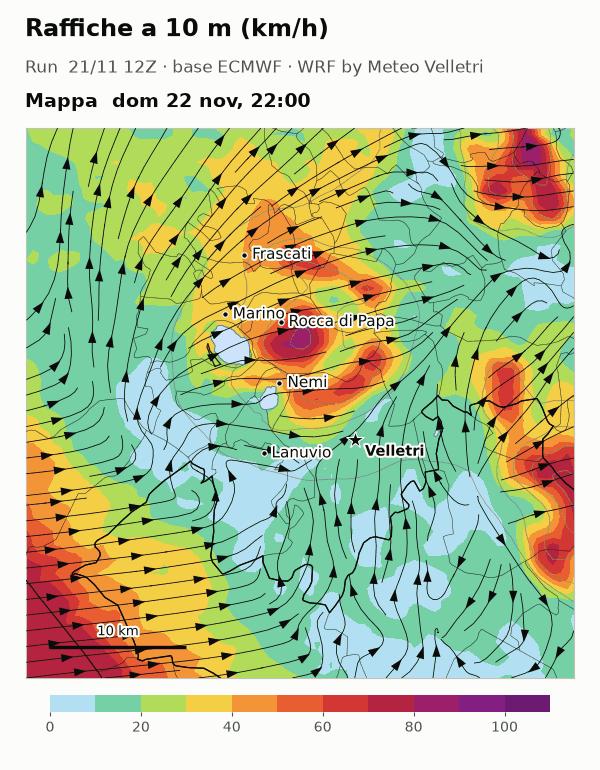 Raffiche a 10 m (km/h)
Run  21/11 12Z · base ECMWF · WRF by Meteo Velletri
Mappa  dom 22 nov, 22:00
Frascati
Marino
Rocca di Papa
Nemi
Velletri
Lanuvio
10 km
0 20 40 60 80 100